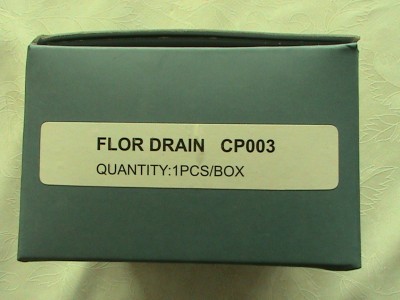 FLOR DRAIN CP003
QUANTITY:1PCS/BOX